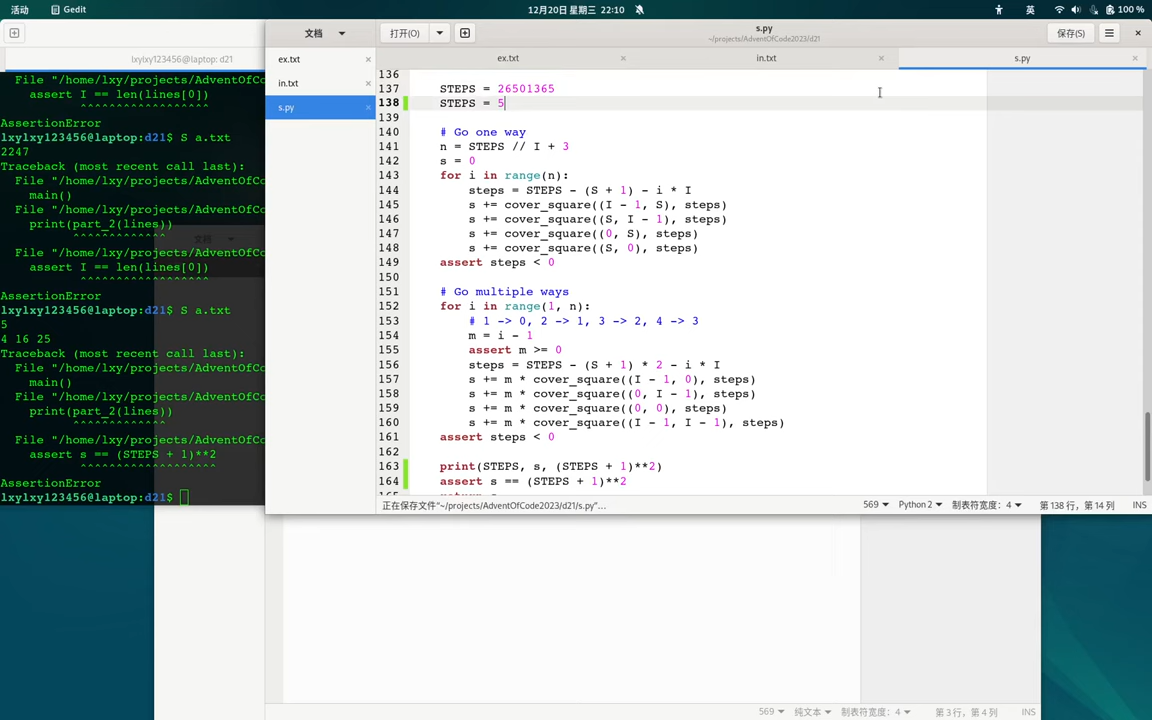 活动 Gedit 12月20日 星期三 22:10 英 100 %
文档 打开(O) s.py 保存(S)
~/projects/AdventOfCode2023/d21
lxylxy123456@laptop: d21
ex.txt
in.txt
s.py
ex.txt in.txt s.py
File "/home/lxy/projects/AdventOfCo
assert I == len(lines[0])
^^^^^^^^^^^^^^^^^^
AssertionError
lxylxy123456@laptop:d21$ S a.txt
2247
Traceback (most recent call last):
File "/home/lxy/projects/AdventOfCo
main()
File "/home/lxy/projects/AdventOfCo
print(part_2(lines))
^^^^^^^^^^^^^
File "/home/lxy/projects/AdventOfCo
assert I == len(lines[0])
^^^^^^^^^^^^^^^^^^
AssertionError
lxylxy123456@laptop:d21$ S a.txt
5
4 16 25
Traceback (most recent call last):
File "/home/lxy/projects/AdventOfCo
main()
File "/home/lxy/projects/AdventOfCo
print(part_2(lines))
^^^^^^^^^^^^^
File "/home/lxy/projects/AdventOfCo
assert s == (STEPS + 1)**2
^^^^^^^^^^^^^^^^^^^
AssertionError
lxylxy123456@laptop:d21$
文档
136
137 STEPS = 26501365
138 STEPS = 5
139
140 # Go one way
141 n = STEPS // I + 3
142 s = 0
143 for i in range(n):
144 steps = STEPS - (S + 1) - i * I
145 s += cover_square((I - 1, S), steps)
146 s += cover_square((S, I - 1), steps)
147 s += cover_square((0, S), steps)
148 s += cover_square((S, 0), steps)
149 assert steps < 0
150
151 # Go multiple ways
152 for i in range(1, n):
153 # 1 -> 0, 2 -> 1, 3 -> 2, 4 -> 3
154 m = i - 1
155 assert m >= 0
156 steps = STEPS - (S + 1) * 2 - i * I
157 s += m * cover_square((I - 1, 0), steps)
158 s += m * cover_square((0, I - 1), steps)
159 s += m * cover_square((0, 0), steps)
160 s += m * cover_square((I - 1, I - 1), steps)
161 assert steps < 0
162
163 print(STEPS, s, (STEPS + 1)**2)
164 assert s == (STEPS + 1)**2
正在保存文件"~/projects/AdventOfCode2023/d21/s.py"... 569 Python 2 制表符宽度: 4 第 138 行, 第 14 列 INS
569 纯文本 制表符宽度: 4 第 3 行, 第 4 列 INS